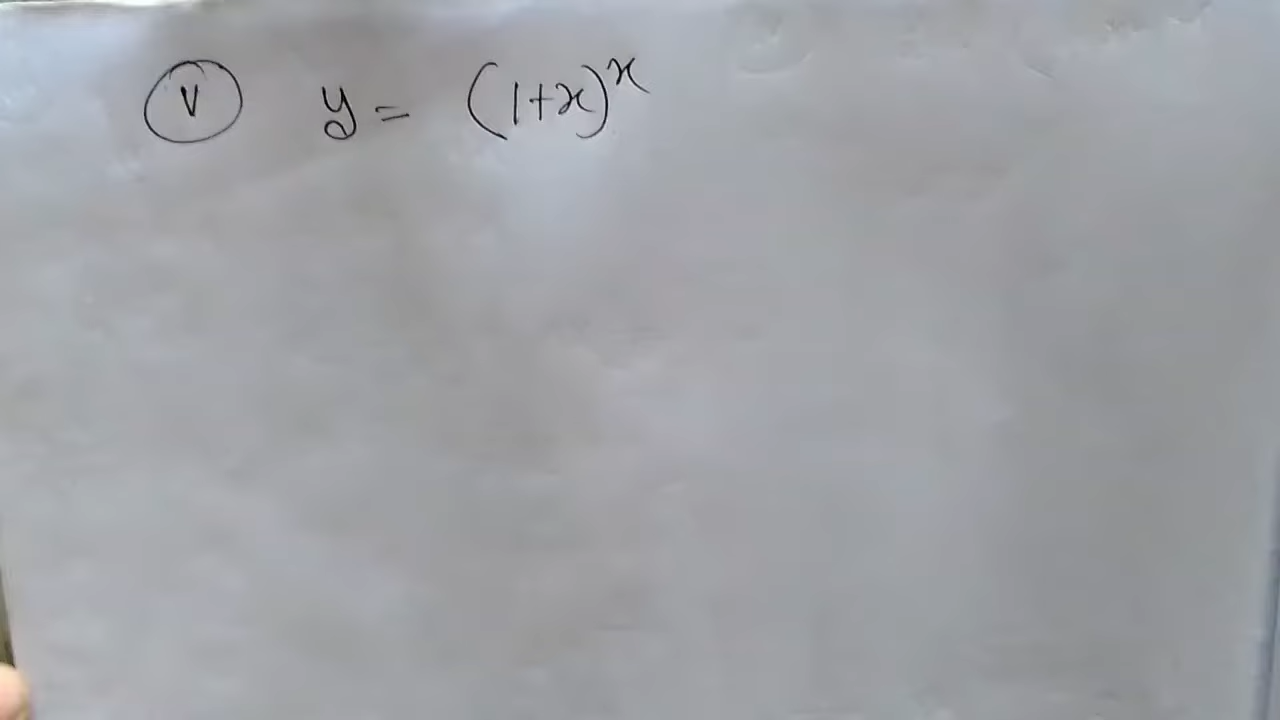 (V) y = (1+x)^x